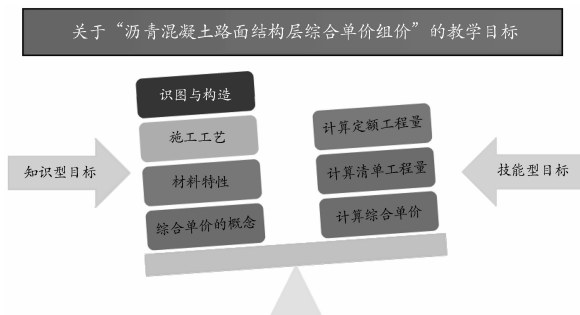 关于“沥青混凝土路面结构层综合单价组价”的教学目标
识图与构造
施工工艺
材料特性
综合单价的概念
知识型目标
计算定额工程量
计算清单工程量
计算综合单价
技能型目标